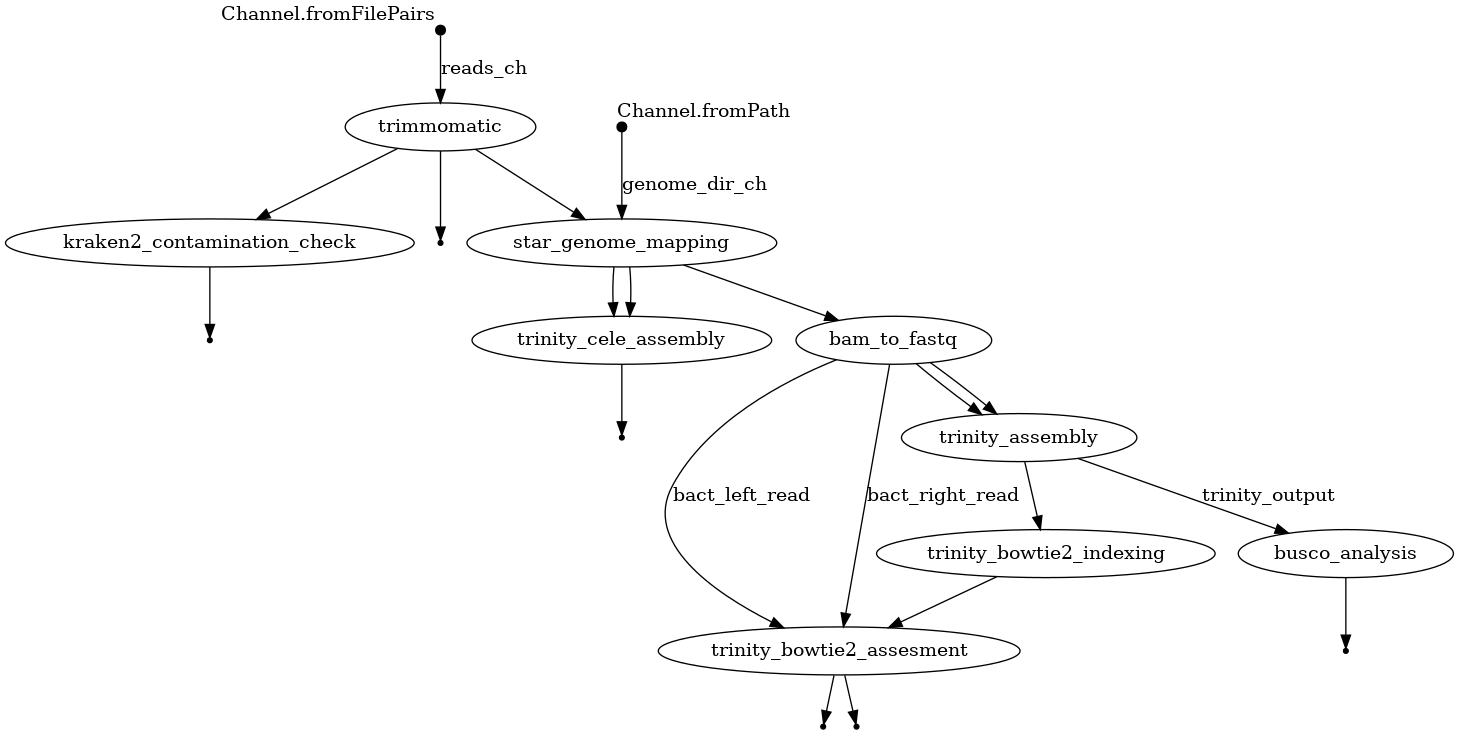 Channel.fromFilePairs
reads_ch
trimmomatic
Channel.fromPath
genome_dir_ch
kraken2_contamination_check
star_genome_mapping
trinity_cele_assembly
bam_to_fastq
trinity_assembly
bact_left_read
bact_right_read
trinity_output
trinity_bowtie2_indexing
busco_analysis
trinity_bowtie2_assesment